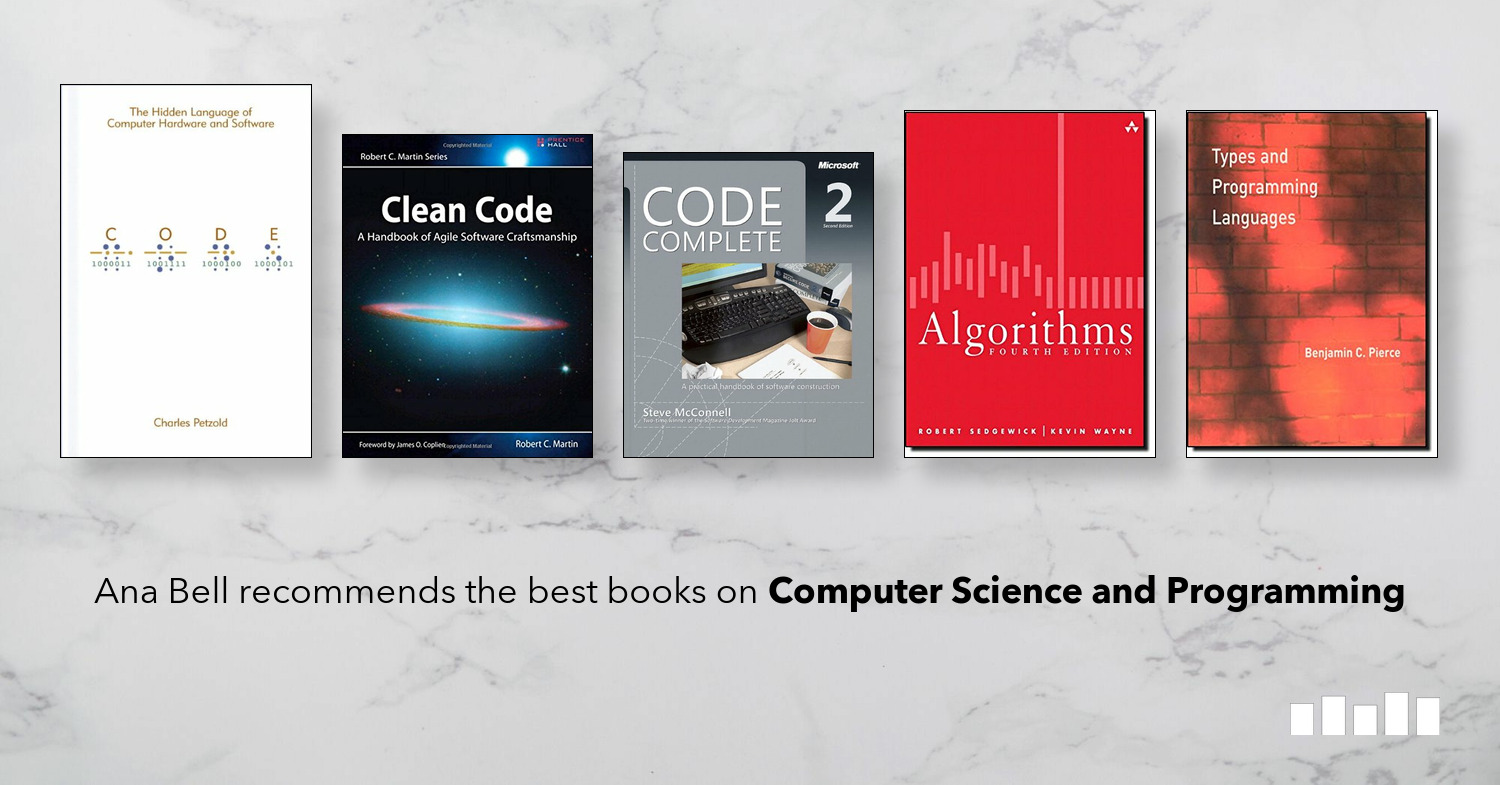 The Hidden Language of
Computer Hardware and Software
C O D E
1000011 1001111 1000100 1000101
Charles Petzold
Copyrighted Material
PRENTICE
HALL
Robert C. Martin Series
Clean Code
A Handbook of Agile Software Craftsmanship
Foreword by James O. Coplien
Copyrighted Material
Robert C. Martin
Microsoft
CODE
COMPLETE
2
Second Edition
A practical handbook of software construction
Steve McConnell
Two-time winner of the Software Development Magazine Jolt Award
Algorithms
FOURTH EDITION
ROBERT SEDGEWICK | KEVIN WAYNE
Types and
Programming
Languages
Benjamin C. Pierce
Ana Bell recommends the best books on Computer Science and Programming